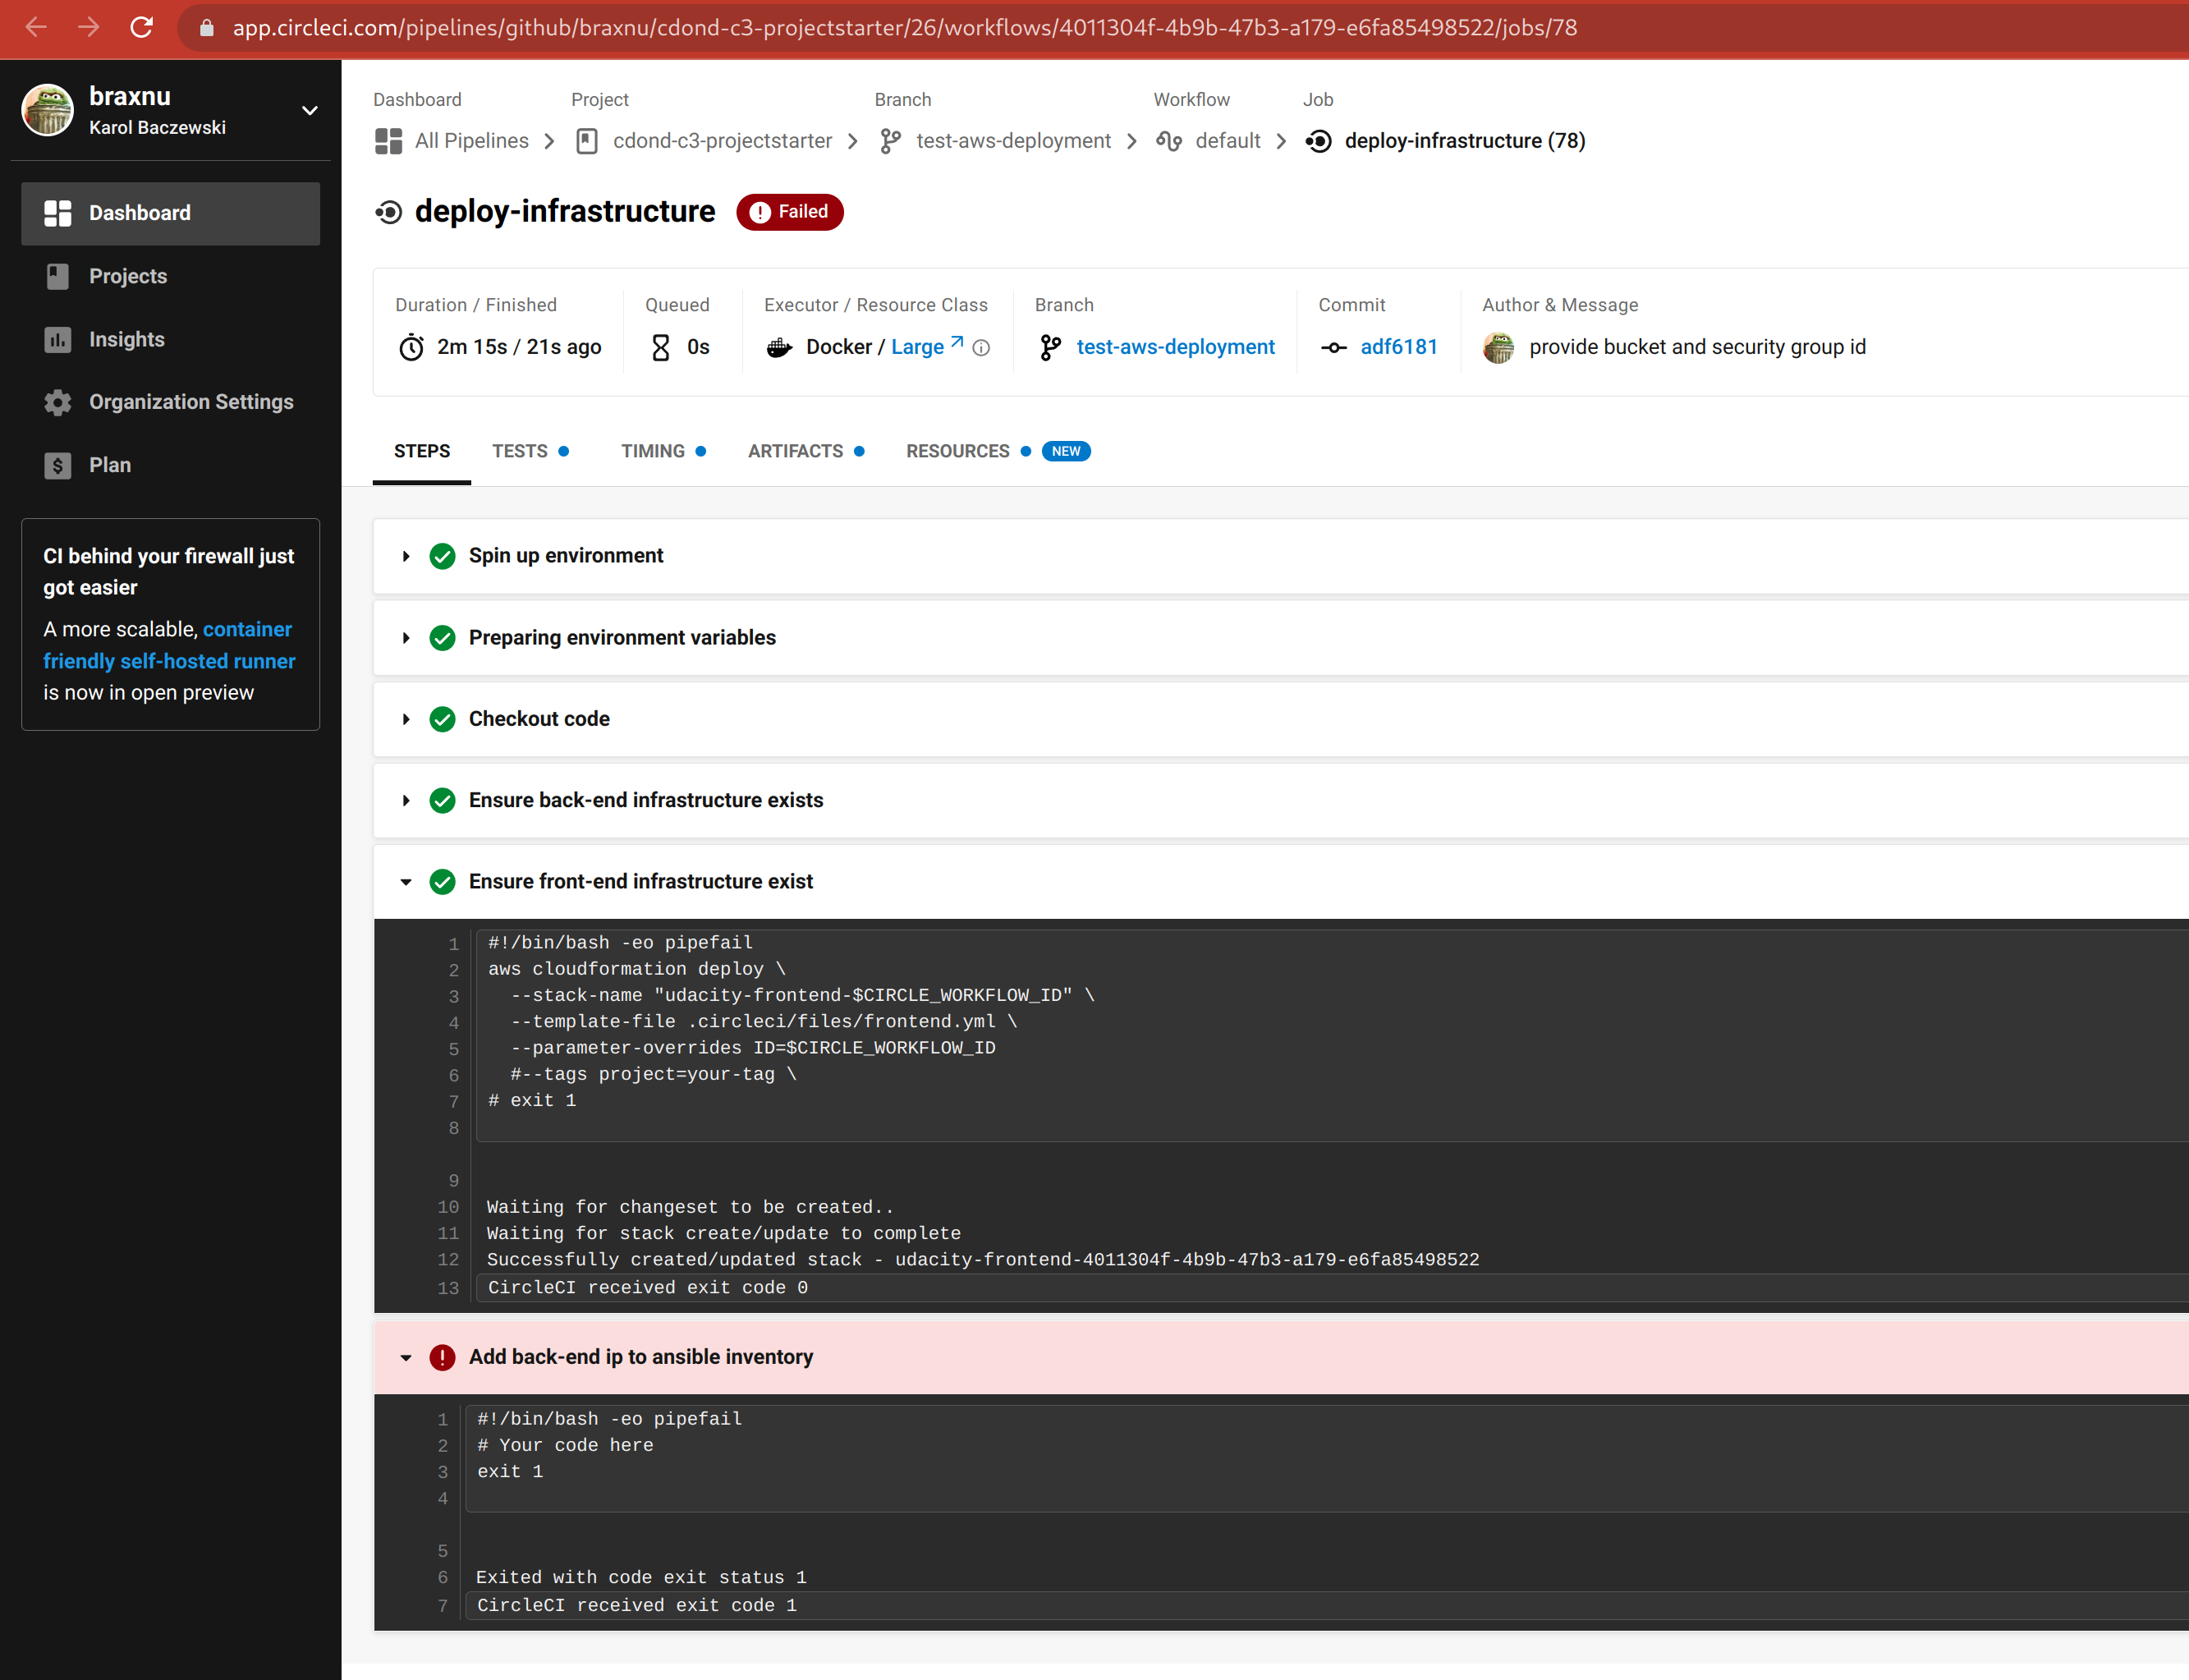 app.circleci.com/pipelines/github/braxnu/cdond-c3-projectstarter/26/workflows/4011304f-4b9b-47b3-a179-e6fa85498522/jobs/78
braxnu
Karol Baczewski
Dashboard
Projects
Insights
Organization Settings
Plan
CI behind your firewall just
got easier
A more scalable, container
friendly self-hosted runner
is now in open preview
Dashboard Project Branch Workflow Job
All Pipelines cdond-c3-projectstarter test-aws-deployment default deploy-infrastructure (78)
deploy-infrastructure Failed
Duration / Finished Queued Executor / Resource Class Branch Commit Author & Message
2m 15s / 21s ago 0s Docker / Large test-aws-deployment adf6181 provide bucket and security group id
STEPS TESTS TIMING ARTIFACTS RESOURCES NEW
Spin up environment
Preparing environment variables
Checkout code
Ensure back-end infrastructure exists
Ensure front-end infrastructure exist
1 #!/bin/bash -eo pipefail
2 aws cloudformation deploy \
3 --stack-name "udacity-frontend-$CIRCLE_WORKFLOW_ID" \
4 --template-file .circleci/files/frontend.yml \
5 --parameter-overrides ID=$CIRCLE_WORKFLOW_ID
6 #--tags project=your-tag \
7 # exit 1
8
9
10 Waiting for changeset to be created..
11 Waiting for stack create/update to complete
12 Successfully created/updated stack - udacity-frontend-4011304f-4b9b-47b3-a179-e6fa85498522
13 CircleCI received exit code 0
Add back-end ip to ansible inventory
1 #!/bin/bash -eo pipefail
2 # Your code here
3 exit 1
4
5
6 Exited with code exit status 1
7 CircleCI received exit code 1